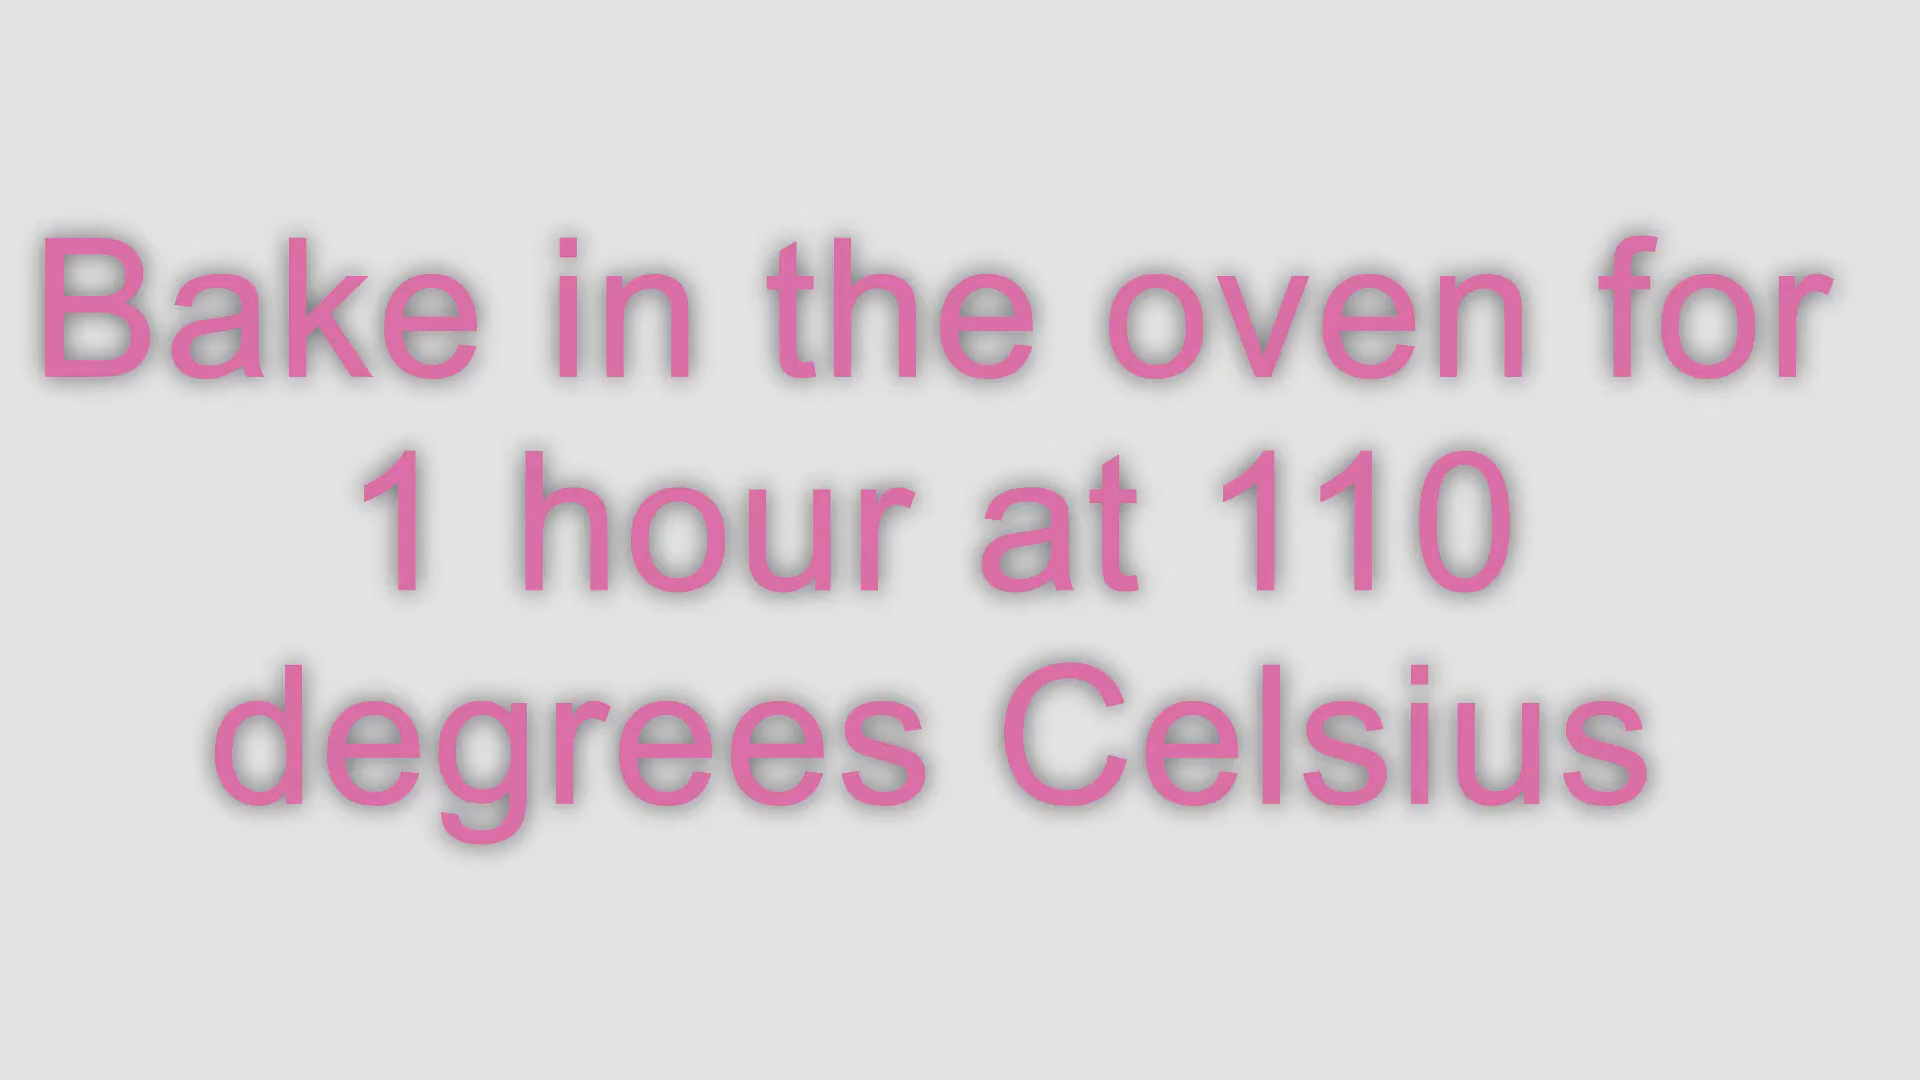 Bake in the oven for
1 hour at 110
degrees Celsius